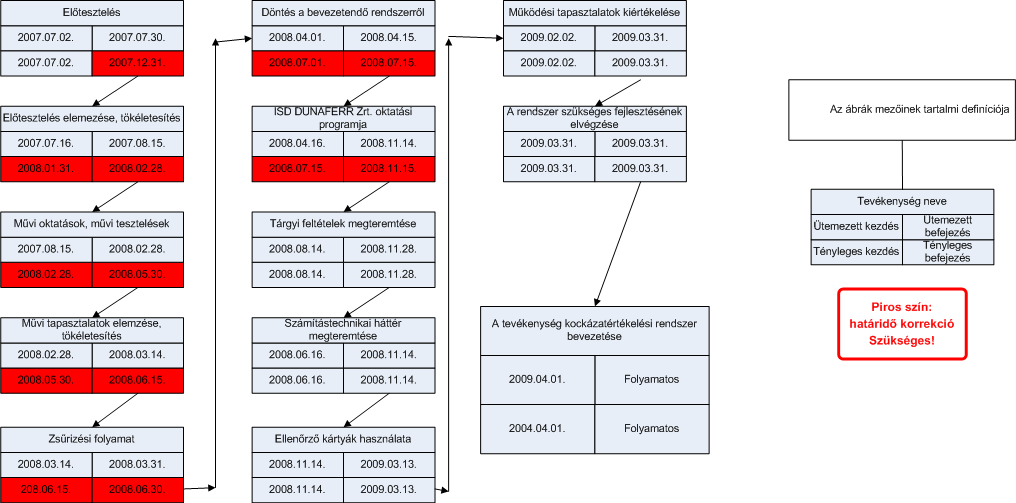 Előtesztelés
2007.07.02. 2007.07.30.
2007.07.02. 2007.12.31.
Előtesztelés elemezése, tökéletesítés
2007.07.16. 2007.08.15.
2008.01.31. 2008.02.28.
Művi oktatások, művi tesztelések
2007.08.15. 2008.02.28.
2008.02.28. 2008.05.30.
Művi tapasztalatok elemzése,
tökéletesítés
2008.02.28. 2008.03.14.
2008.05.30. 2008.06.15.
Zsűrizési folyamat
2008.03.14. 2008.03.31.
208.06.15. 2008.06.30.
Döntés a bevezetendő rendszerről
2008.04.01. 2008.04.15.
2008.07.01. 2008.07.15.
ISD DUNAFERR Zrt. oktatási
programja
2008.04.16. 2008.11.14.
2008.07.15. 2008.11.15.
Tárgyi feltételek megteremtése
2008.08.14. 2008.11.28.
2008.08.14. 2008.11.28.
Számítástechnikai háttér
megteremtése
2008.06.16. 2008.11.14.
2008.06.16. 2008.11.14.
Ellenőrző kártyák használata
2008.11.14. 2009.03.13.
2008.11.14. 2009.03.13.
Működési tapasztalatok kiértékelése
2009.02.02. 2009.03.31.
2009.02.02. 2009.03.31.
A rendszer szükséges fejlesztésének
elvégzése
2009.03.31. 2009.03.31.
2009.03.31. 2009.03.31.
A tevékenység kockázatértékelési rendszer
bevezetése
2009.04.01. Folyamatos
2004.04.01. Folyamatos
Az ábrák mezőinek tartalmi definíciója
Tevékenység neve
Ütemezett kezdés Ütemezett
befejezés
Tényleges kezdés Tényleges
befejezés
Piros szín:
határidő korrekció
Szükséges!